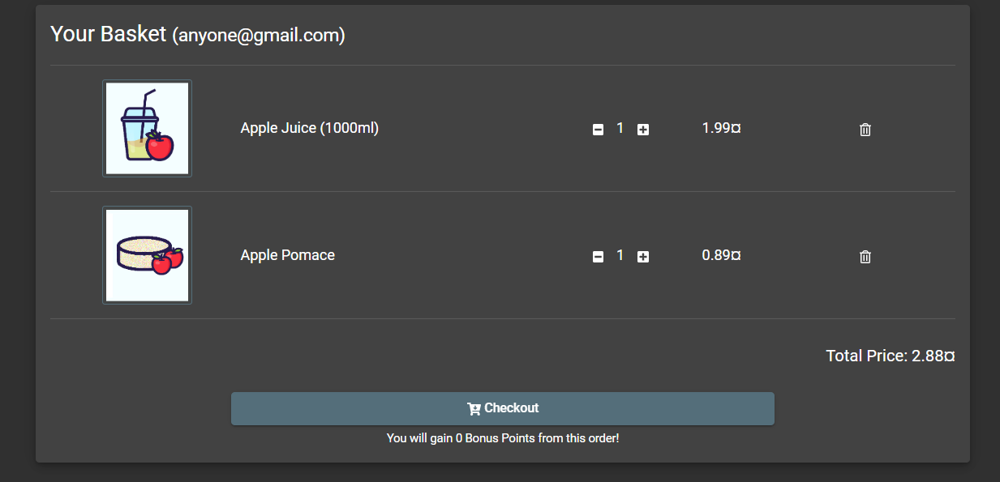 Your Basket (anyone@gmail.com)
Apple Juice (1000ml) 1 1.99¤
Apple Pomace 1 0.89¤
Total Price: 2.88¤
Checkout
You will gain 0 Bonus Points from this order!